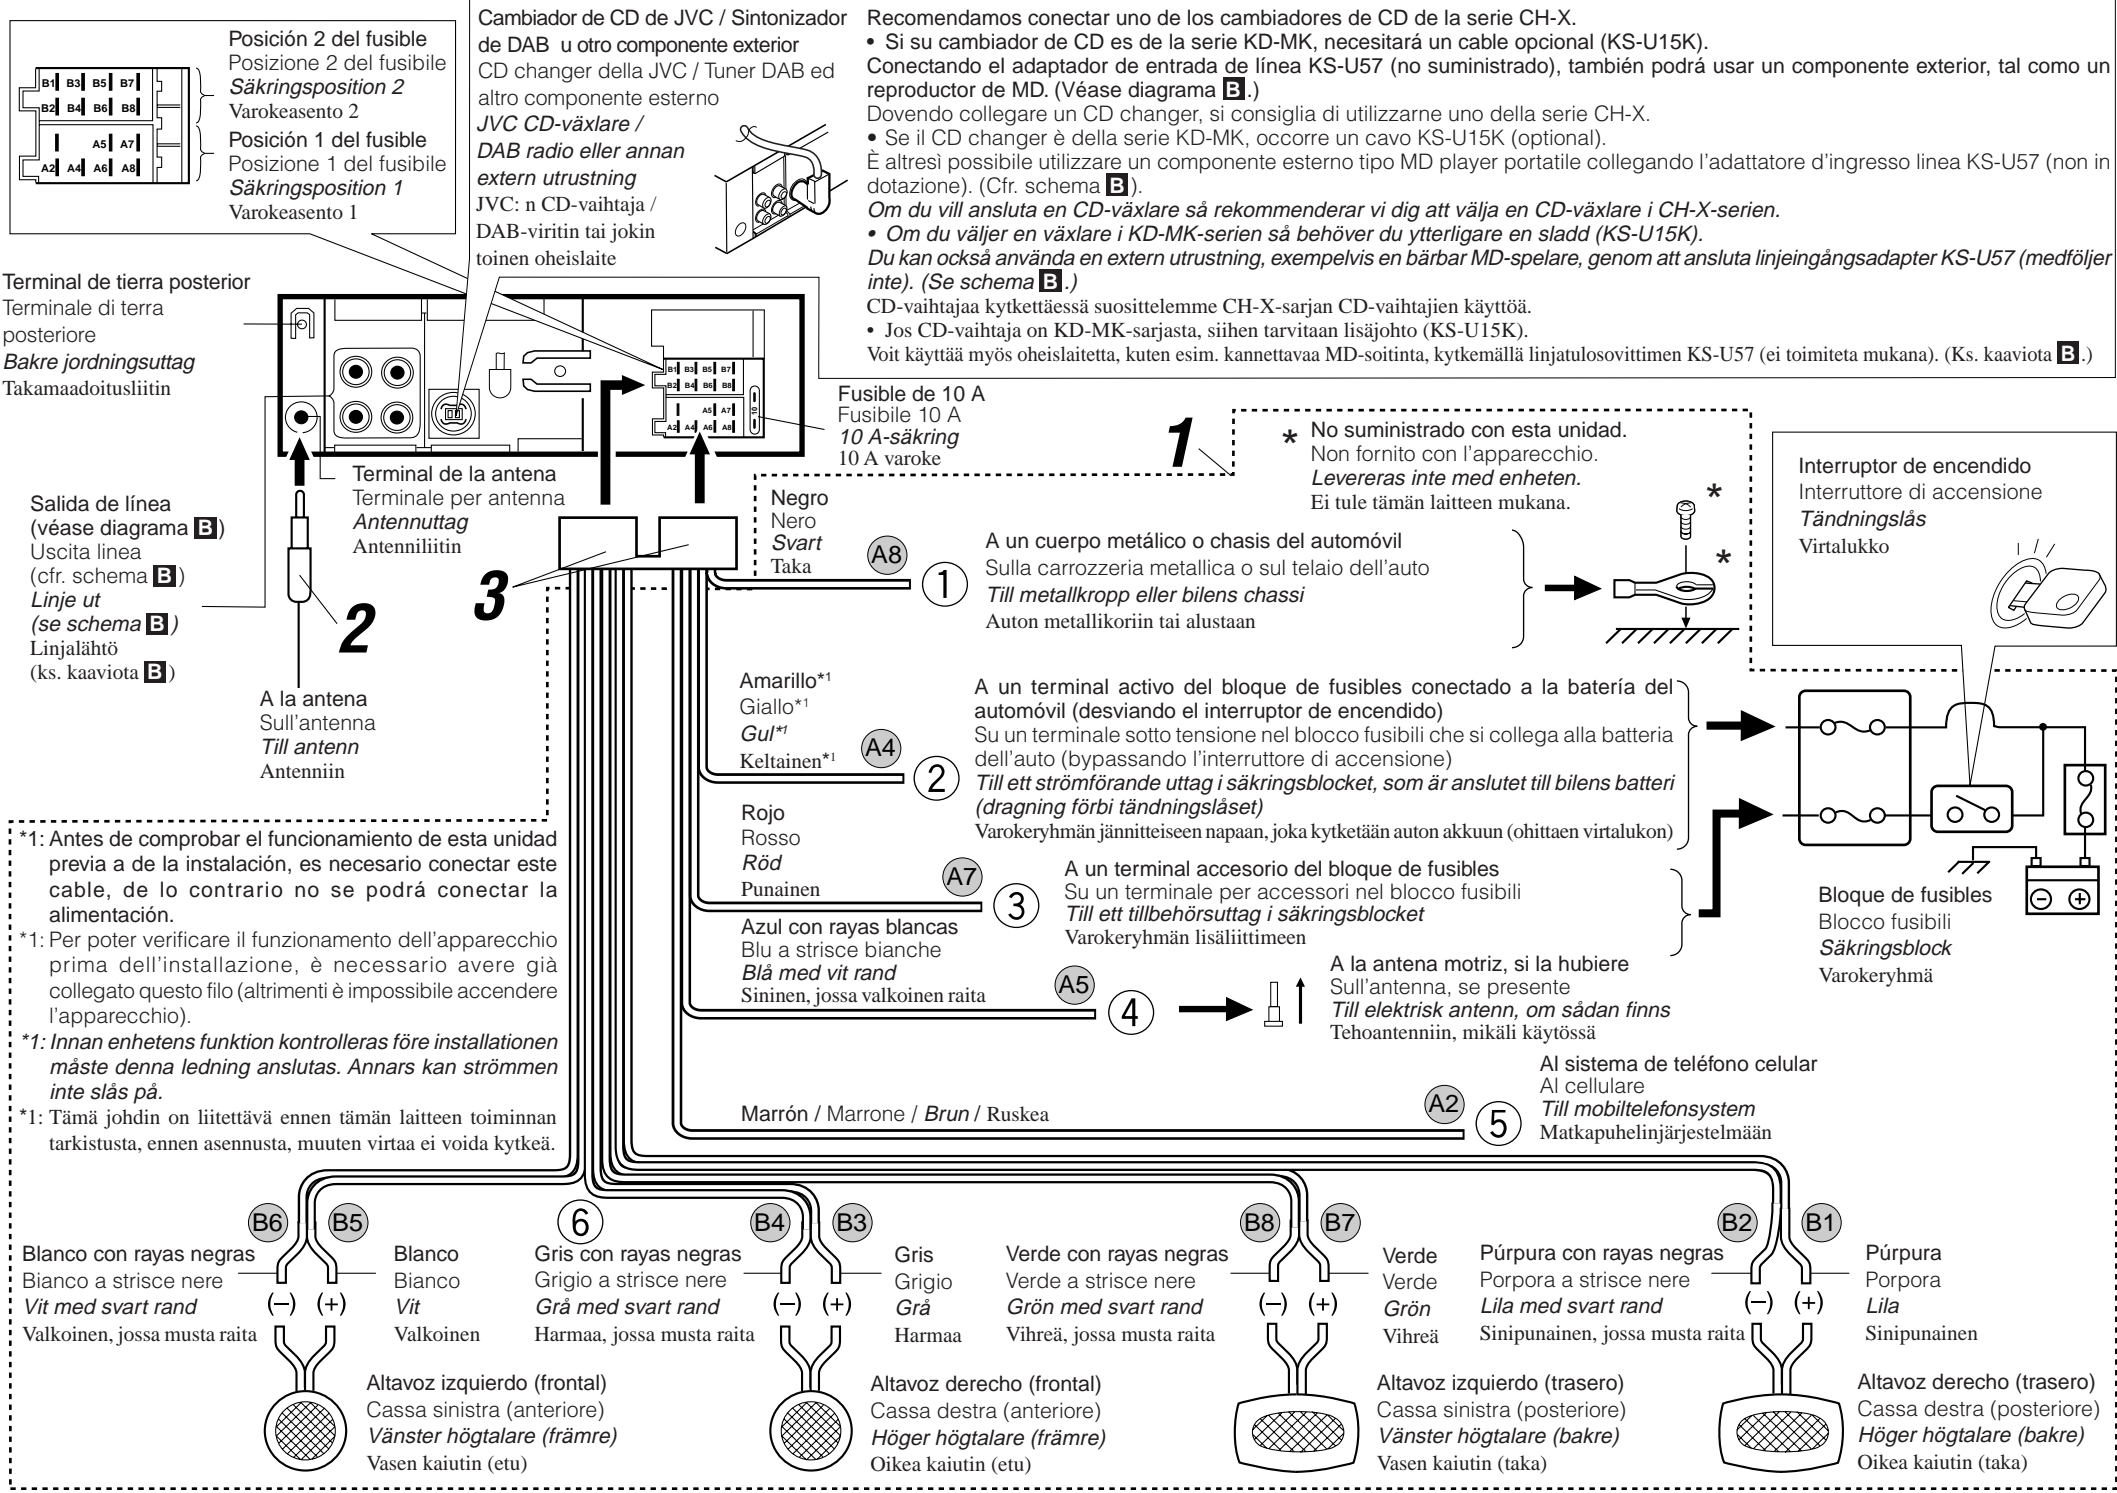 Posición 2 del fusible
Posizione 2 del fusibile
Säkringsposition 2
Varokeasento 2
Posición 1 del fusible
Posizione 1 del fusibile
Säkringsposition 1
Varokeasento 1
B1 B3 B5 B7
B2 B4 B6 B8
A5 A7
A2 A4 A6 A8
Cambiador de CD de JVC / Sintonizador
de DAB u otro componente exterior
CD changer della JVC / Tuner DAB ed
altro componente esterno
JVC CD-växlare /
DAB radio eller annan
extern utrustning
JVC: n CD-vaihtaja /
DAB-viritin tai jokin
toinen oheislaite
Recomendamos conectar uno de los cambiadores de CD de la serie CH-X.
• Si su cambiador de CD es de la serie KD-MK, necesitará un cable opcional (KS-U15K).
Conectando el adaptador de entrada de línea KS-U57 (no suministrado), también podrá usar un componente exterior, tal como un
reproductor de MD. (Véase diagrama B .)
Dovendo collegare un CD changer, si consiglia di utilizzarne uno della serie CH-X.
• Se il CD changer è della serie KD-MK, occorre un cavo KS-U15K (optional).
È altresì possibile utilizzare un componente esterno tipo MD player portatile collegando l’adattatore d’ingresso linea KS-U57 (non in
dotazione). (Cfr. schema B ).
Om du vill ansluta en CD-växlare så rekommenderar vi dig att välja en CD-växlare i CH-X-serien.
• Om du väljer en växlare i KD-MK-serien så behöver du ytterligare en sladd (KS-U15K).
Du kan också använda en extern utrustning, exempelvis en bärbar MD-spelare, genom att ansluta linjeingångsadapter KS-U57 (medföljer
inte). (Se schema B .)
CD-vaihtajaa kytkettäessä suosittelemme CH-X-sarjan CD-vaihtajien käyttöä.
• Jos CD-vaihtaja on KD-MK-sarjasta, siihen tarvitaan lisäjohto (KS-U15K).
Voit käyttää myös oheislaitetta, kuten esim. kannettavaa MD-soitinta, kytkemällä linjatulosovittimen KS-U57 (ei toimiteta mukana). (Ks. kaaviota B .)
Terminal de tierra posterior
Terminale di terra
posteriore
Bakre jordningsuttag
Takamaadoitusliitin
B1 B3 B5 B7
B2 B4 B6 B8
A5 A7
A2 A4 A6 A8
10
Fusible de 10 A
Fusibile 10 A
10 A-säkring
10 A varoke
Salida de línea
(véase diagrama B )
Uscita linea
(cfr. schema B )
Linje ut
(se schema B )
Linjalähtö
(ks. kaaviota B )
Terminal de la antena
Terminale per antenna
Antennuttag
Antenniliitin
2
A la antena
Sull’antenna
Till antenn
Antenniin
3
1
* No suministrado con esta unidad.
Non fornito con l’apparecchio.
Levereras inte med enheten.
Ei tule tämän laitteen mukana.
*
*
Interruptor de encendido
Interruttore di accensione
Tändningslås
Virtalukko
Negro
Nero
Svart
Taka
A8
1
A un cuerpo metálico o chasis del automóvil
Sulla carrozzeria metallica o sul telaio dell’auto
Till metallkropp eller bilens chassi
Auton metallikoriin tai alustaan
Amarillo*1
Giallo*1
Gul*1
Keltainen*1
A4
2
A un terminal activo del bloque de fusibles conectado a la batería del
automóvil (desviando el interruptor de encendido)
Su un terminale sotto tensione nel blocco fusibili che si collega alla batteria
dell’auto (bypassando l’interruttore di accensione)
Till ett strömförande uttag i säkringsblocket, som är anslutet till bilens batteri
(dragning förbi tändningslåset)
Varokeryhmän jännitteiseen napaan, joka kytketään auton akkuun (ohittaen virtalukon)
Rojo
Rosso
Röd
Punainen
A7
3
A un terminal accesorio del bloque de fusibles
Su un terminale per accessori nel blocco fusibili
Till ett tillbehörsuttag i säkringsblocket
Varokeryhmän lisäliittimeen
Bloque de fusibles
Blocco fusibili
Säkringsblock
Varokeryhmä
Azul con rayas blancas
Blu a strisce bianche
Blå med vit rand
Sininen, jossa valkoinen raita
A5
4
A la antena motriz, si la hubiere
Sull’antenna, se presente
Till elektrisk antenn, om sådan finns
Tehoantenniin, mikäli käytössä
Marrón / Marrone / Brun / Ruskea
A2
5
Al sistema de teléfono celular
Al cellulare
Till mobiltelefonsystem
Matkapuhelinjärjestelmään
*1: Antes de comprobar el funcionamiento de esta unidad
previa a de la instalación, es necesario conectar este
cable, de lo contrario no se podrá conectar la
alimentación.
*1: Per poter verificare il funzionamento dell’apparecchio
prima dell’installazione, è necessario avere già
collegato questo filo (altrimenti è impossibile accendere
l’apparecchio).
*1: Innan enhetens funktion kontrolleras före installationen
måste denna ledning anslutas. Annars kan strömmen
inte slås på.
*1: Tämä johdin on liitettävä ennen tämän laitteen toiminnan
tarkistusta, ennen asennusta, muuten virtaa ei voida kytkeä.
6
B6 B5
Blanco con rayas negras
Bianco a strisce nere
Vit med svart rand
Valkoinen, jossa musta raita
(–) (+)
Blanco
Bianco
Vit
Valkoinen
Altavoz izquierdo (frontal)
Cassa sinistra (anteriore)
Vänster högtalare (främre)
Vasen kaiutin (etu)
B4 B3
Gris con rayas negras
Grigio a strisce nere
Grå med svart rand
Harmaa, jossa musta raita
(–) (+)
Gris
Grigio
Grå
Harmaa
Altavoz derecho (frontal)
Cassa destra (anteriore)
Höger högtalare (främre)
Oikea kaiutin (etu)
B8 B7
Verde con rayas negras
Verde a strisce nere
Grön med svart rand
Vihreä, jossa musta raita
(–) (+)
Verde
Verde
Grön
Vihreä
Altavoz izquierdo (trasero)
Cassa sinistra (posteriore)
Vänster högtalare (bakre)
Vasen kaiutin (taka)
B2 B1
Púrpura con rayas negras
Porpora a strisce nere
Lila med svart rand
Sinipunainen, jossa musta raita
(–) (+)
Púrpura
Porpora
Lila
Sinipunainen
Altavoz derecho (trasero)
Cassa destra (posteriore)
Höger högtalare (bakre)
Oikea kaiutin (taka)